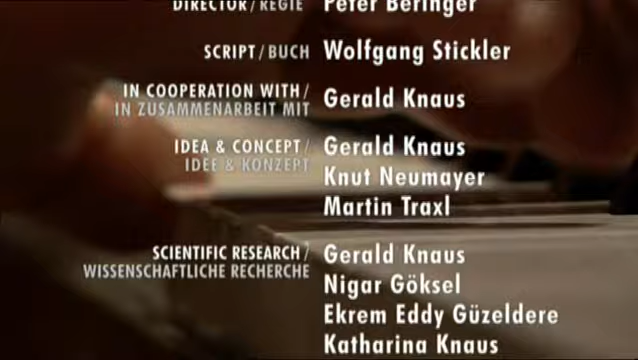 DIRECTOR/REGIE Peter Beringer
SCRIPT/BUCH Wolfgang Stickler
IN COOPERATION WITH/
IN ZUSAMMENARBEIT MIT Gerald Knaus
IDEA & CONCEPT/ Gerald Knaus
IDEE & KONZEPT Knut Neumayer
Martin Traxl
SCIENTIFIC RESEARCH/ Gerald Knaus
WISSENSCHAFTLICHE RECHERCHE Nigar Göksel
Ekrem Eddy Güzeldere
Katharina Knaus